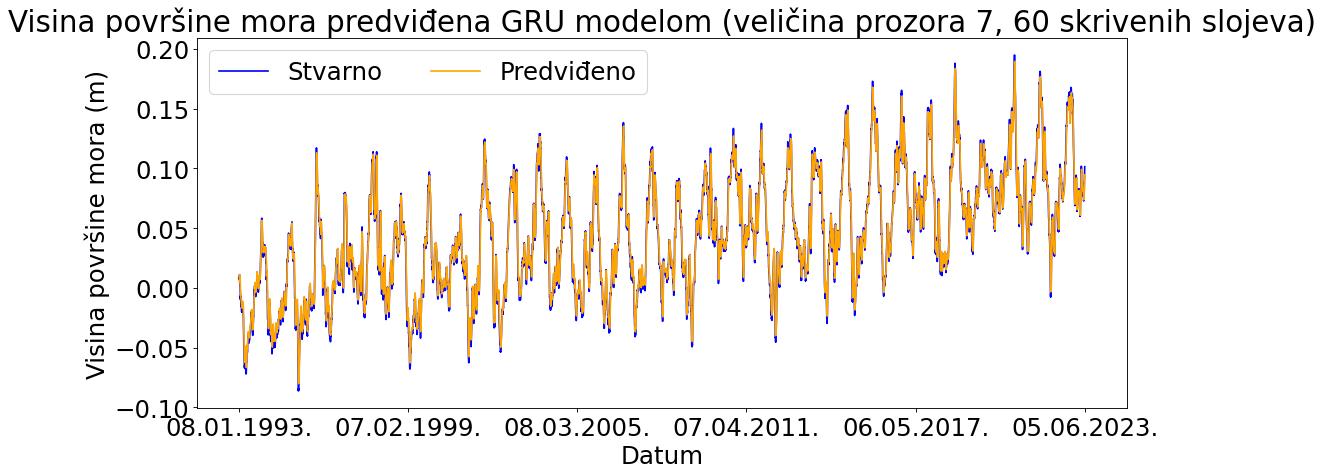 Visina površine mora predviđena GRU modelom (veličina prozora 7, 60 skrivenih slojeva)
Stvarno
Predviđeno
Visina površine mora (m)
0.20
0.15
0.10
0.05
0.00
−0.05
−0.10
08.01.1993.
07.02.1999.
08.03.2005.
07.04.2011.
06.05.2017.
05.06.2023.
Datum